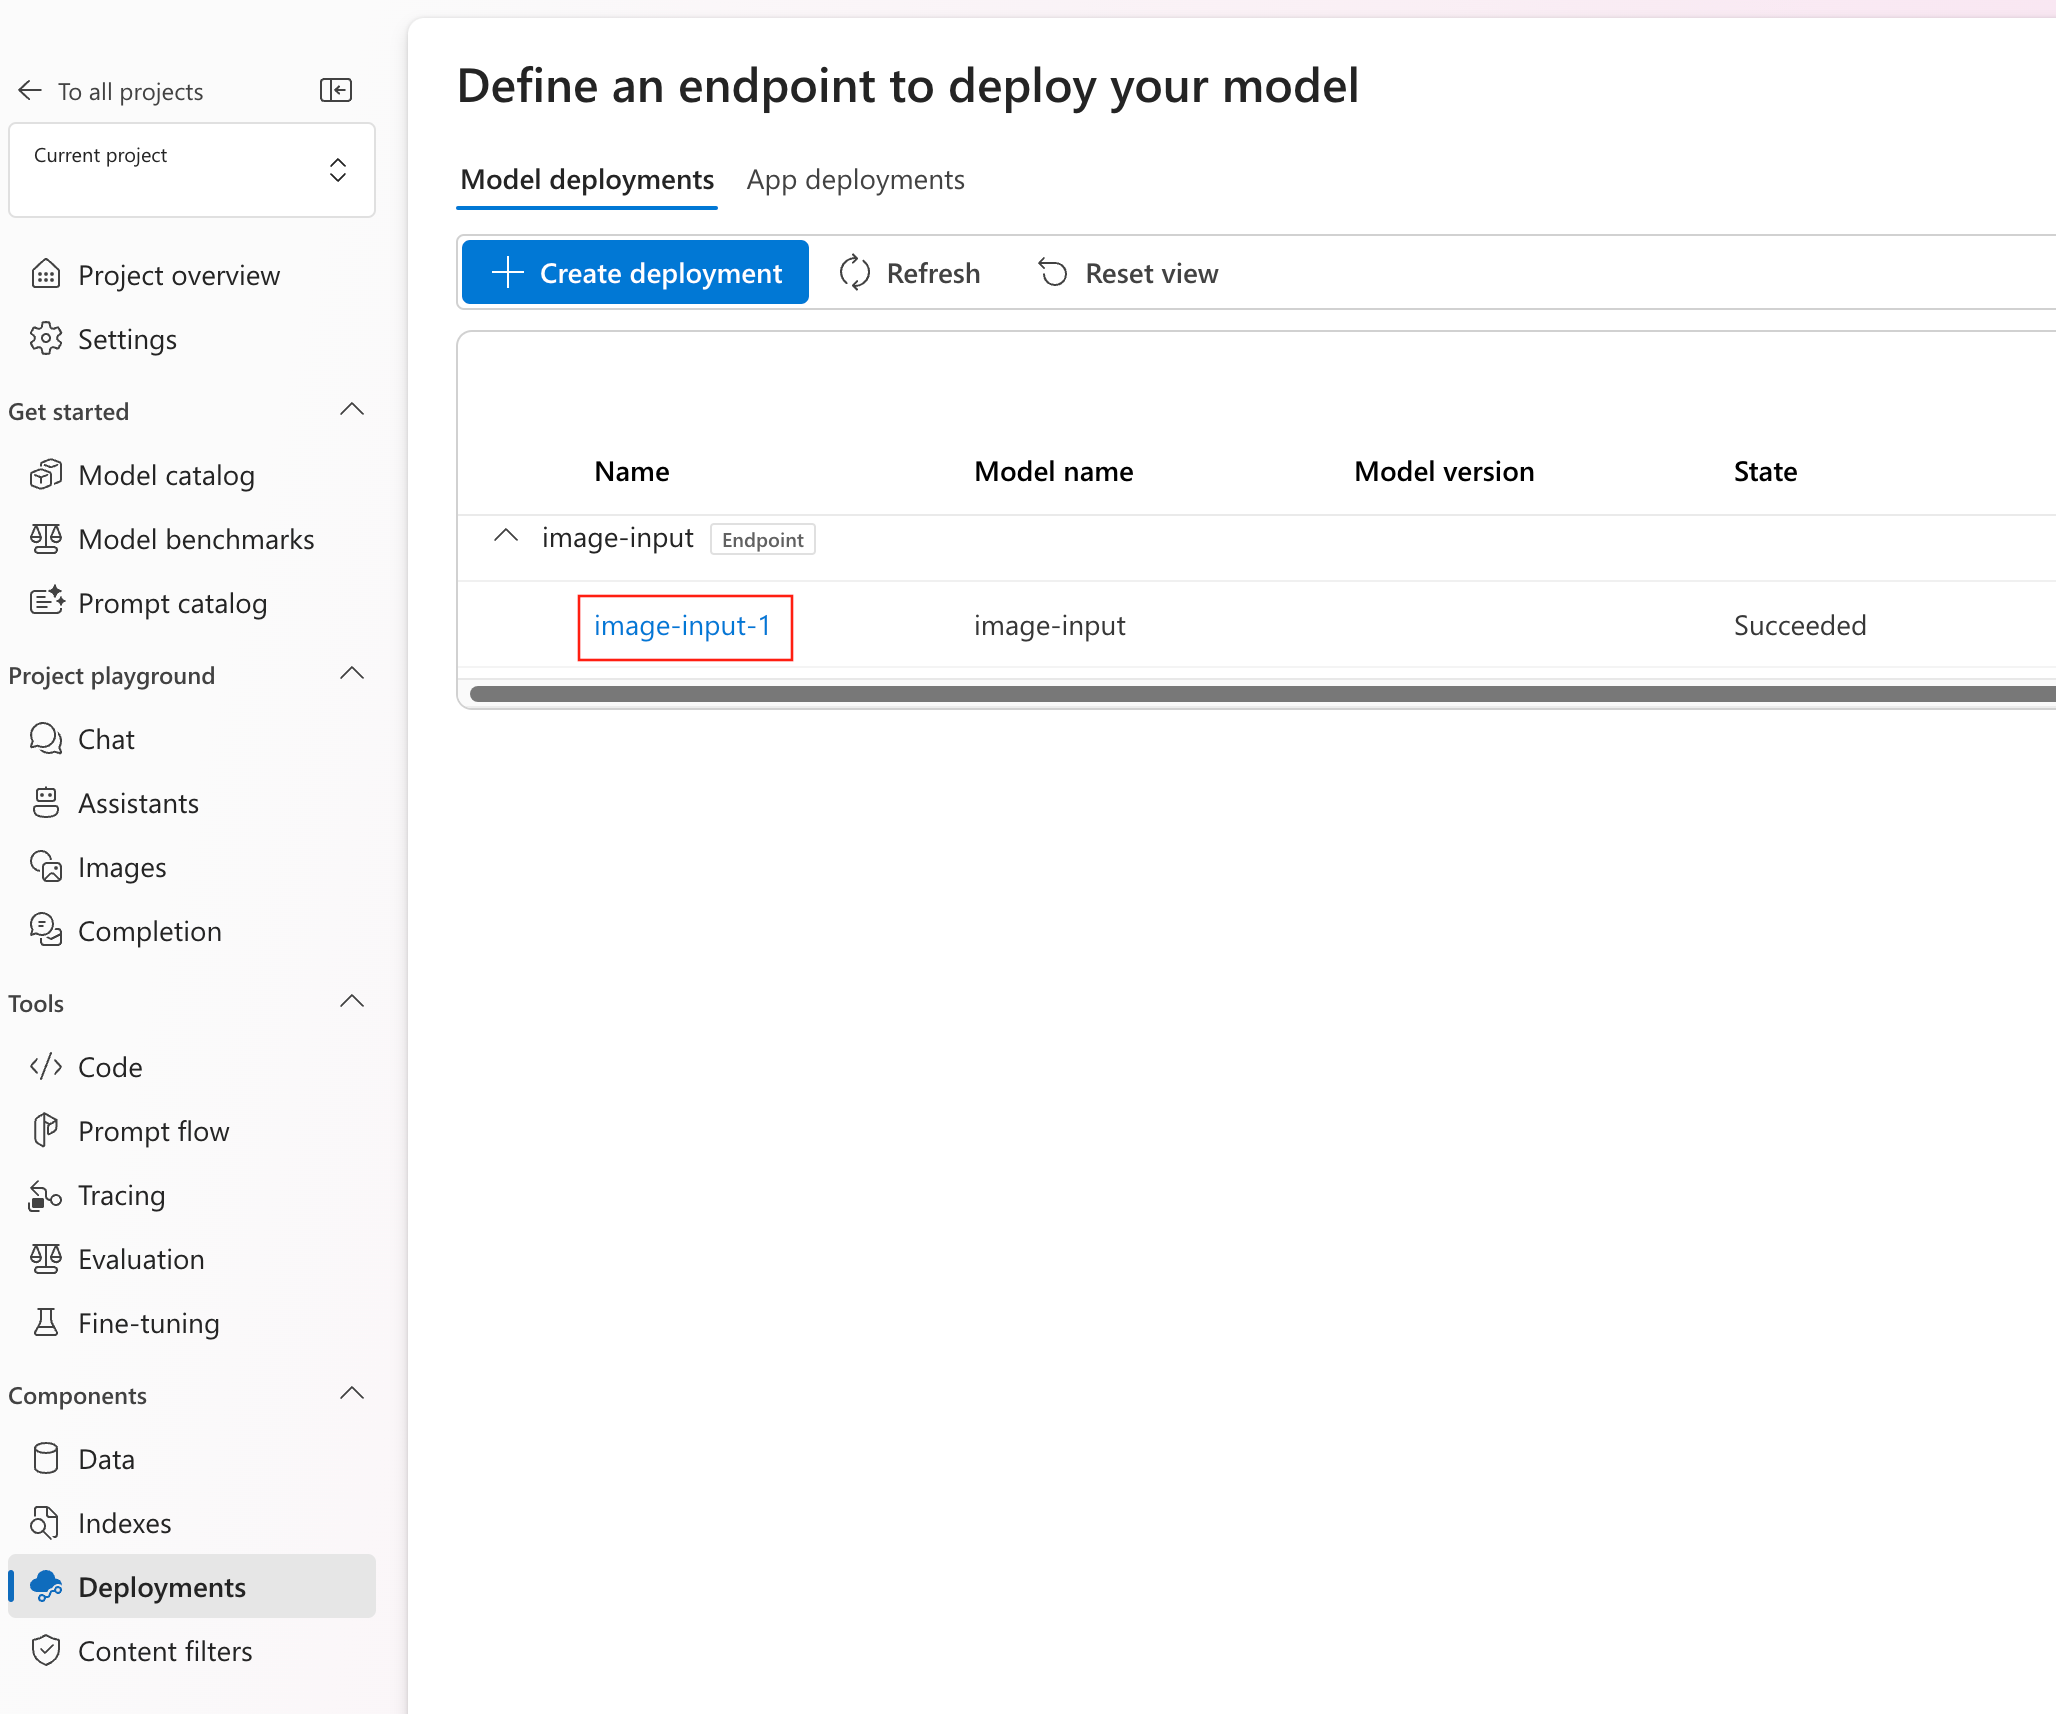 To all projects
Current project
Project overview
Settings
Get started
Model catalog
Model benchmarks
Prompt catalog
Project playground
Chat
Assistants
Images
Completion
Tools
Code
Prompt flow
Tracing
Evaluation
Fine-tuning
Components
Data
Indexes
Deployments
Content filters
Define an endpoint to deploy your model
Model deployments App deployments
Create deployment Refresh Reset view
Name Model name Model version State
image-input Endpoint
image-input-1 image-input Succeeded